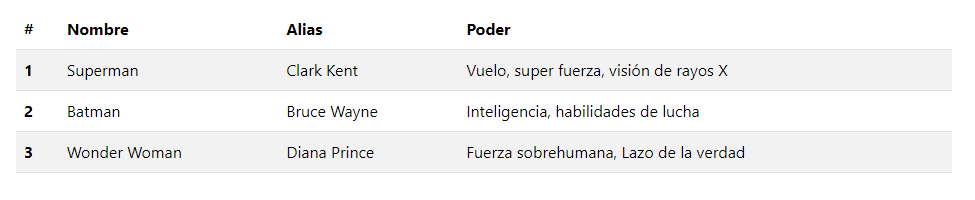 # Nombre Alias Poder
1 Superman Clark Kent Vuelo, super fuerza, visión de rayos X
2 Batman Bruce Wayne Inteligencia, habilidades de lucha
3 Wonder Woman Diana Prince Fuerza sobrehumana, Lazo de la verdad